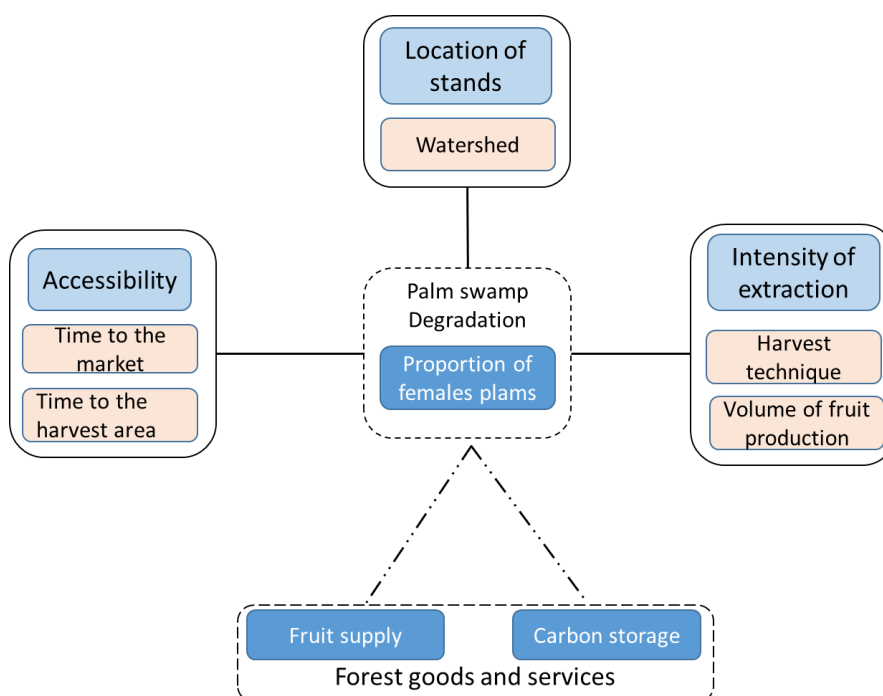 Location of
stands
Watershed
Accessibility
Time to the
market
Time to the
harvest area
Palm swamp
Degradation
Proportion of
females plams
Intensity of
extraction
Harvest
technique
Volume of fruit
production
Fruit supply
Carbon storage
Forest goods and services